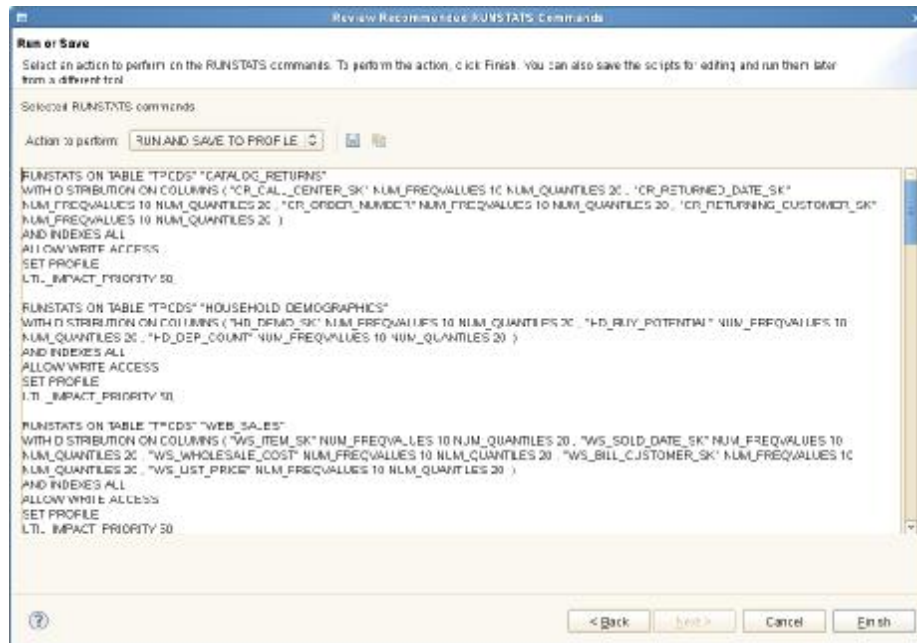 Review Recommended RUNSTATS Commands
Run or Save
Select an action to perform on the RUNSTATS commands. To perform the action, click Finish. You can also save the scripts for editing and run them later
from a different tool
Selected RUNSTATS commands
Action to perform: RUN AND SAVE TO PROFILE
RUNSTATS ON TABLE "TPCDS"."CATALOG_RETURNS"
WITH DISTRIBUTION ON COLUMNS ( "CR_CALL_CENTER_SK" NUM_FREQVALUES 10 NUM_QUANTILES 20 , "CR_RETURNED_DATE_SK"
NUM_FREQVALUES 10 NUM_QUANTILES 20 , "CR_ORDER_NUMBER" NUM_FREQVALUES 10 NUM_QUANTILES 20 , "CR_RETURNING_CUSTOMER_SK"
NUM_FREQVALUES 10 NUM_QUANTILES 20 )
AND INDEXES ALL
ALLOW WRITE ACCESS
SET PROFILE
UTIL_IMPACT_PRIORITY 50;
RUNSTATS ON TABLE "TPCDS"."HOUSEHOLD_DEMOGRAPHICS"
WITH DISTRIBUTION ON COLUMNS ( "HD_DEMO_SK" NUM_FREQVALUES 10 NUM_QUANTILES 20 , "HD_BUY_POTENTIAL" NUM_FREQVALUES 10
NUM_QUANTILES 20 , "HD_DEP_COUNT" NUM_FREQVALUES 10 NUM_QUANTILES 20 )
AND INDEXES ALL
ALLOW WRITE ACCESS
SET PROFILE
UTIL_IMPACT_PRIORITY 50;
RUNSTATS ON TABLE "TPCDS"."WEB_SALES"
WITH DISTRIBUTION ON COLUMNS ( "WS_ITEM_SK" NUM_FREQVALUES 10 NUM_QUANTILES 20 , "WS_SOLD_DATE_SK" NUM_FREQVALUES 10
NUM_QUANTILES 20 , "WS_WHOLESALE_COST" NUM_FREQVALUES 10 NUM_QUANTILES 20 , "WS_BILL_CUSTOMER_SK" NUM_FREQVALUES 10
NUM_QUANTILES 20 , "WS_LIST_PRICE" NUM_FREQVALUES 10 NUM_QUANTILES 20 )
AND INDEXES ALL
ALLOW WRITE ACCESS
SET PROFILE
UTIL_IMPACT_PRIORITY 50;
< Back Next > Cancel Finish